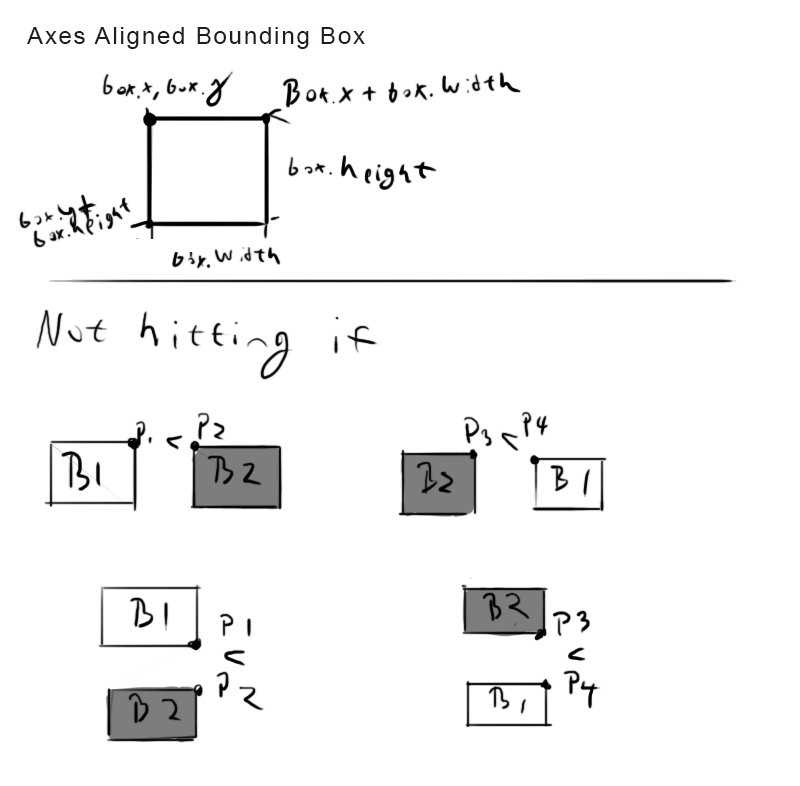 Axes Aligned Bounding Box
box.x, box.y
Box.x + box.width
box.height
box.y+
box.height
box.width
Not hitting if
P1 < P2
B1 B2
P3 < P4
B2 B1
B1
P1
<
P2
B2
B2
P3
<
P4
B1